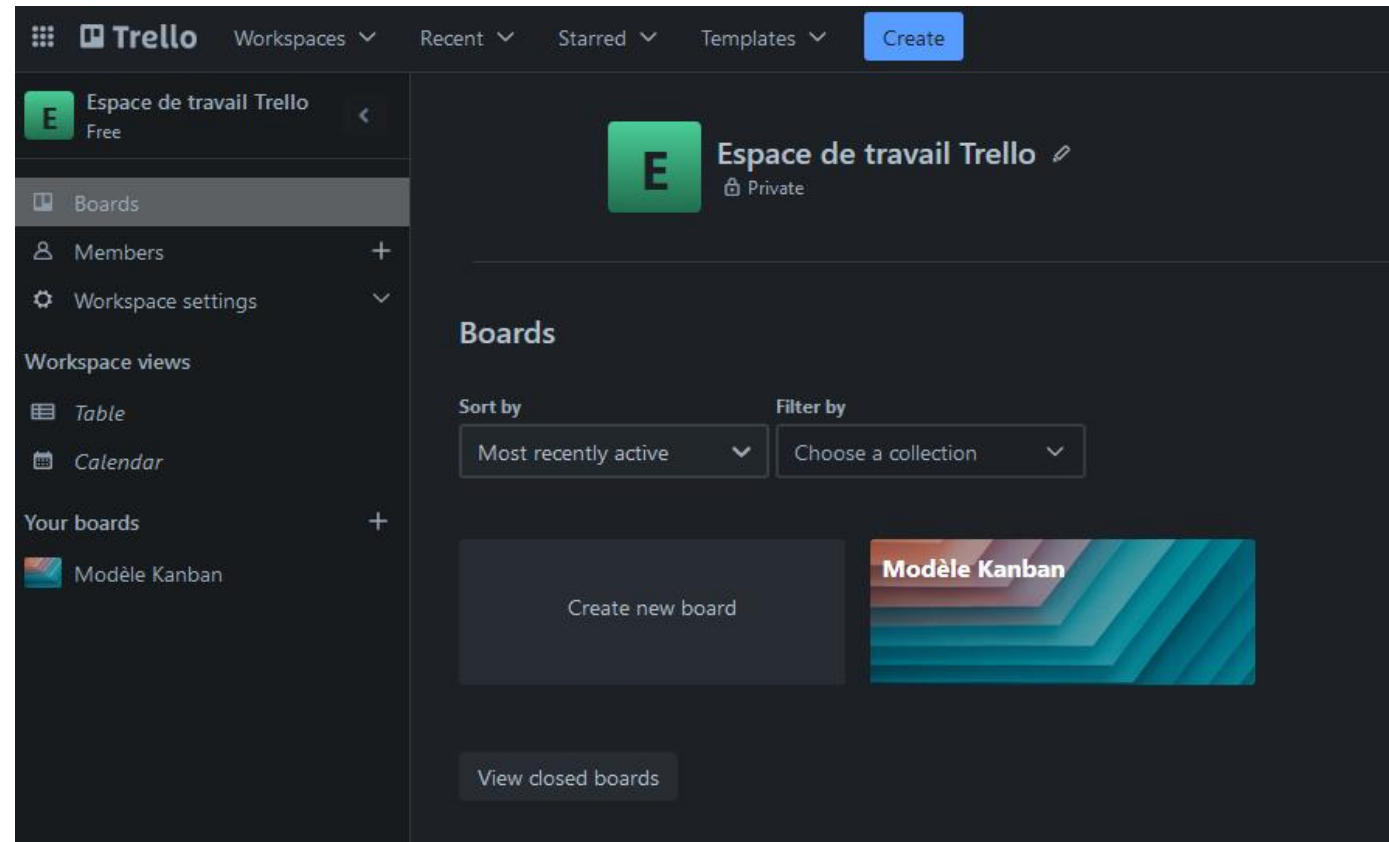 Trello Workspaces Recent Starred Templates Create
E Espace de travail Trello
Free
Boards
Members
Workspace settings
Workspace views
Table
Calendar
Your boards
Modèle Kanban
E Espace de travail Trello
Private
Boards
Sort by Filter by
Most recently active Choose a collection
Create new board Modèle Kanban
View closed boards